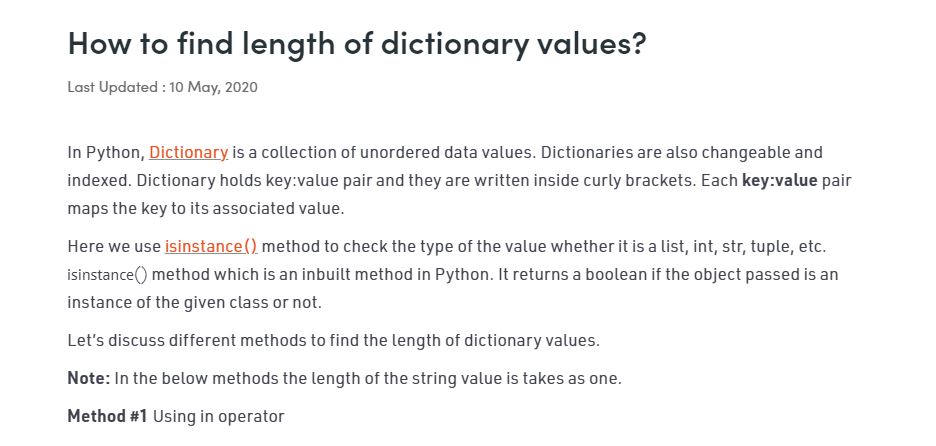 How to find length of dictionary values?
Last Updated : 10 May, 2020
In Python, Dictionary is a collection of unordered data values. Dictionaries are also changeable and
indexed. Dictionary holds key:value pair and they are written inside curly brackets. Each key:value pair
maps the key to its associated value.
Here we use isinstance() method to check the type of the value whether it is a list, int, str, tuple, etc.
isinstance() method which is an inbuilt method in Python. It returns a boolean if the object passed is an
instance of the given class or not.
Let's discuss different methods to find the length of dictionary values.
Note: In the below methods the length of the string value is takes as one.
Method #1 Using in operator